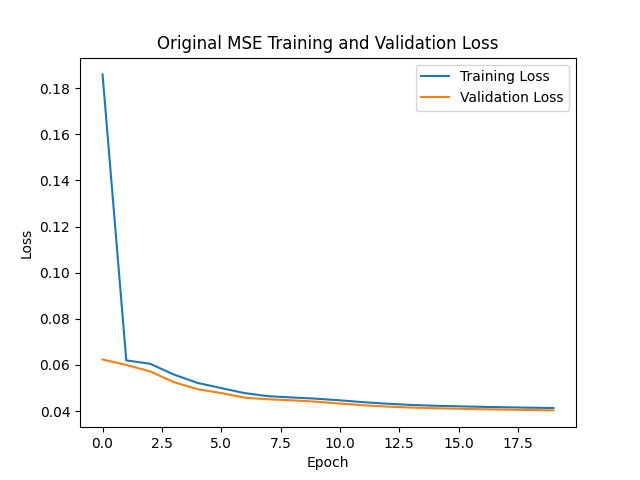 Original MSE Training and Validation Loss
Training Loss
Validation Loss
0.18
0.16
0.14
0.12
0.10
0.08
0.06
0.04
Loss
0.0 2.5 5.0 7.5 10.0 12.5 15.0 17.5
Epoch